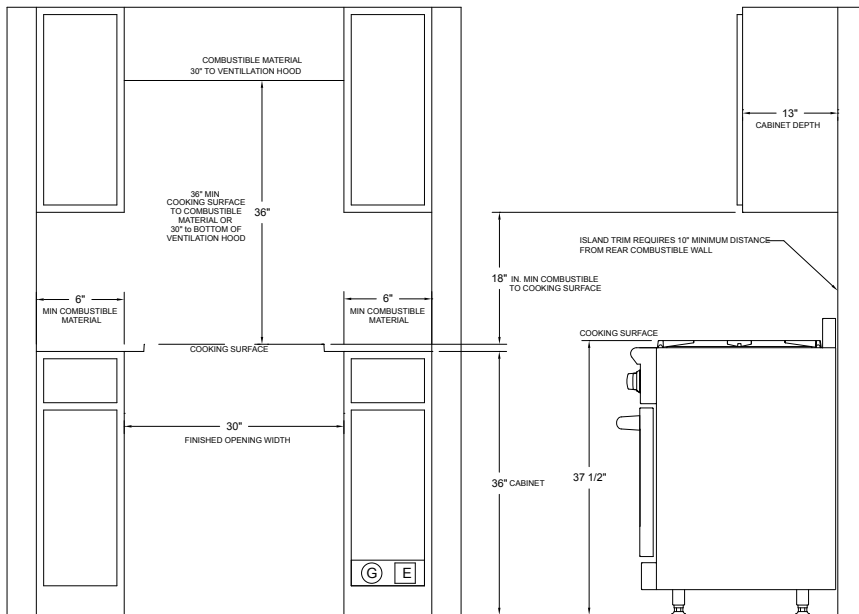 COMBUSTIBLE MATERIAL
30" TO VENTILLATION HOOD
36" MIN
COOKING SURFACE
TO COMBUSTIBLE
MATERIAL OR
30" to BOTTOM OF
VENTILATION HOOD
36"
6"
MIN COMBUSTIBLE
MATERIAL
6"
MIN COMBUSTIBLE
MATERIAL
COOKING SURFACE
30"
FINISHED OPENING WIDTH
G E
13"
CABINET DEPTH
ISLAND TRIM REQUIRES 10" MINIMUM DISTANCE
FROM REAR COMBUSTIBLE WALL
18" IN. MIN COMBUSTIBLE
TO COOKING SURFACE
COOKING SURFACE
36" CABINET
37 1/2"